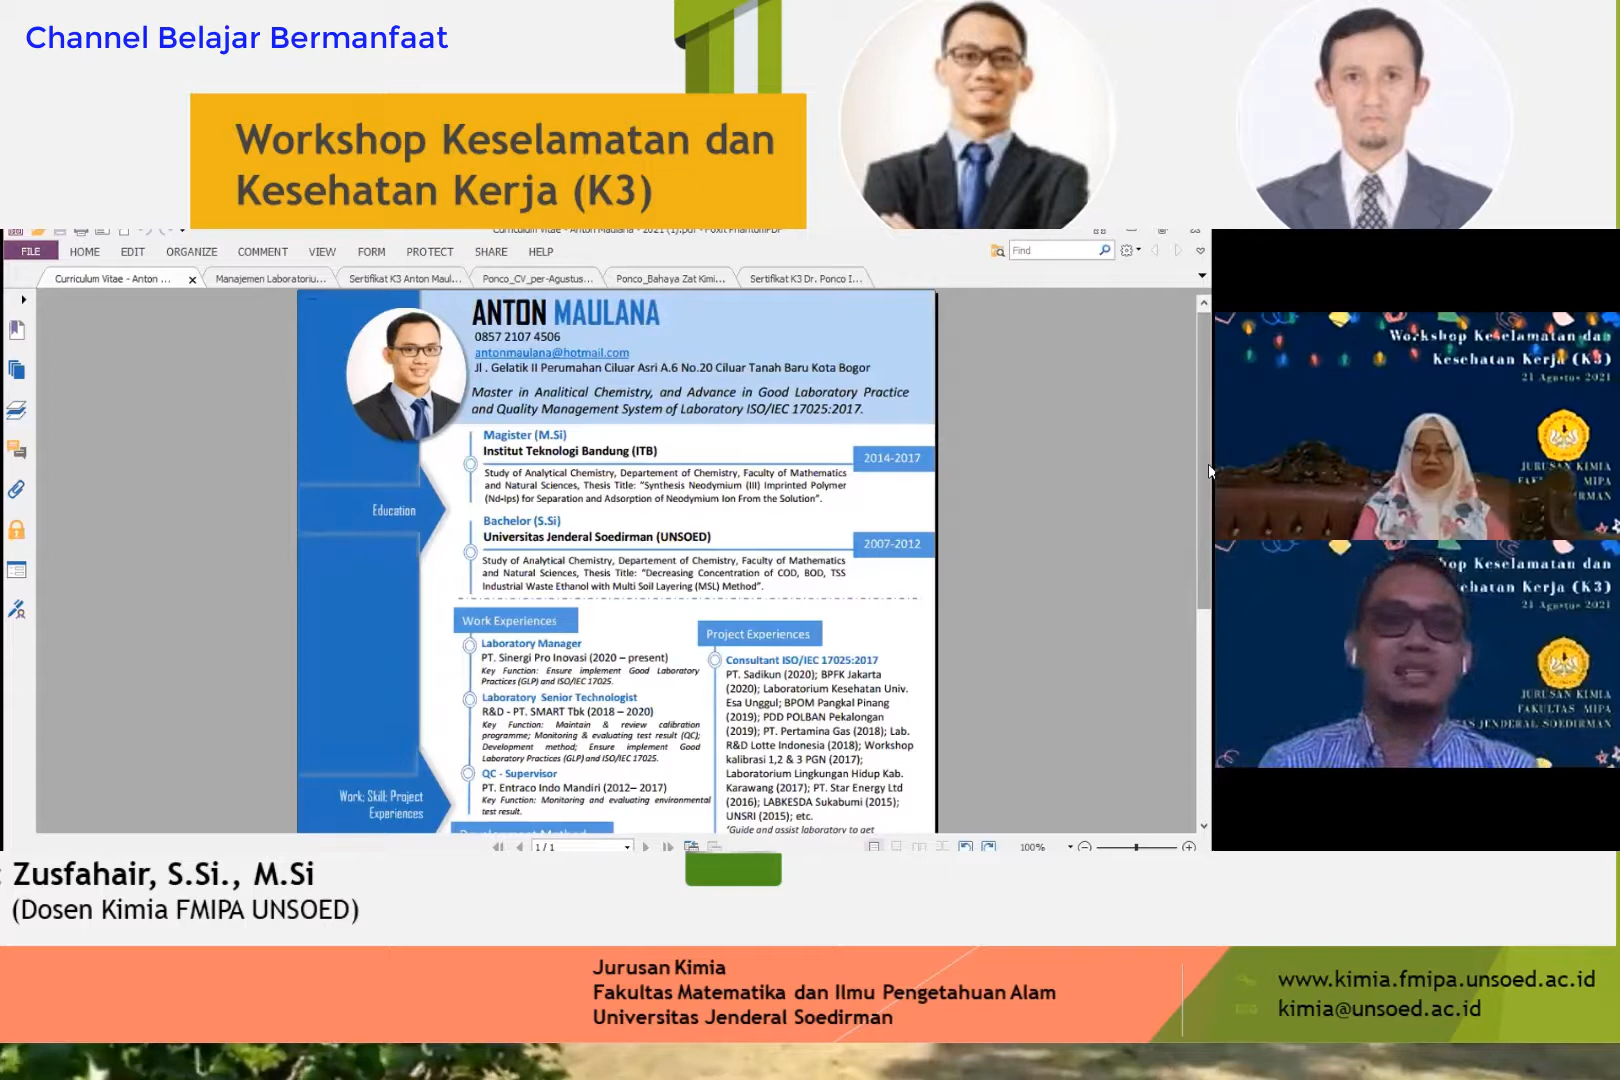 Channel Belajar Bermanfaat
Workshop Keselamatan dan
Kesehatan Kerja (K3)
FILE HOME EDIT ORGANIZE COMMENT VIEW FORM PROTECT SHARE HELP
Find
Curriculum Vitae - Anton ...
Manajemen Laboratoriu...
Sertifikat K3 Anton Maul...
Ponco_CV_per-Agustus...
Ponco_Bahaya Zat Kimi...
Sertifikat K3 Dr. Ponco I...
ANTON MAULANA
0857 2107 4506
antonmaulana@hotmail.com
Jl . Gelatik II Perumahan Ciluar Asri A.6 No.20 Ciluar Tanah Baru Kota Bogor
Master in Analitical Chemistry, and Advance in Good Laboratory Practice
and Quality Management System of Laboratory ISO/IEC 17025:2017.
Education
Magister (M.Si)
Institut Teknologi Bandung (ITB)
2014-2017
Study of Analytical Chemistry, Departement of Chemistry, Faculty of Mathematics
and Natural Sciences, Thesis Title: "Synthesis Neodymium (III) Imprinted Polymer
(Nd-Ips) for Separation and Adsorption of Neodymium Ion From the Solution".
Bachelor (S.Si)
Universitas Jenderal Soedirman (UNSOED)
2007-2012
Study of Analytical Chemistry, Departement of Chemistry, Faculty of Mathematics
and Natural Sciences, Thesis Title: "Decreasing Concentration of COD, BOD, TSS
Industrial Waste Ethanol with Multi Soil Layering (MSL) Method".
Work; Skill; Project
Experiences
Work Experiences
Laboratory Manager
PT. Sinergi Pro Inovasi (2020 – present)
Key Function: Ensure implement Good Laboratory
Practices (GLP) and ISO/IEC 17025.
Laboratory Senior Technologist
R&D - PT. SMART Tbk (2018 – 2020)
Key Function: Maintain & review calibration
programme; Monitoring & evaluating test result (QC);
Development method; Ensure implement Good
Laboratory Practices (GLP) and ISO/IEC 17025.
QC - Supervisor
PT. Entraco Indo Mandiri (2012– 2017)
Key Function: Monitoring and evaluating environmental
test result.
Project Experiences
Consultant ISO/IEC 17025:2017
PT. Sadikun (2020); BPFK Jakarta
(2020); Laboratorium Kesehatan Univ.
Esa Unggul; BPOM Pangkal Pinang
(2019); PDD POLBAN Pekalongan
(2019); PT. Pertamina Gas (2018); Lab.
R&D Lotte Indonesia (2018); Workshop
kalibrasi 1,2 & 3 PGN (2017);
Laboratorium Lingkungan Hidup Kab.
Karawang (2017); PT. Star Energy Ltd
(2016); LABKESDA Sukabumi (2015);
UNSRI (2015); etc.
*Guide and assist laboratory to get
1 / 1
100%
Workshop Keselamatan dan
Kesehatan Kerja (K3)
21 Agustus 2021
JURUSAN KIMIA
MIPA
Keselamatan dan
Kerja (K3)
21 Agustus 2021
JURUSAN KIMIA
FAKULTAS MIPA
JENDERAL SOEDIRMAN
: Zusfahair, S.Si., M.Si
(Dosen Kimia FMIPA UNSOED)
Jurusan Kimia
Fakultas Matematika dan Ilmu Pengetahuan Alam
Universitas Jenderal Soedirman
www.kimia.fmipa.unsoed.ac.id
kimia@unsoed.ac.id